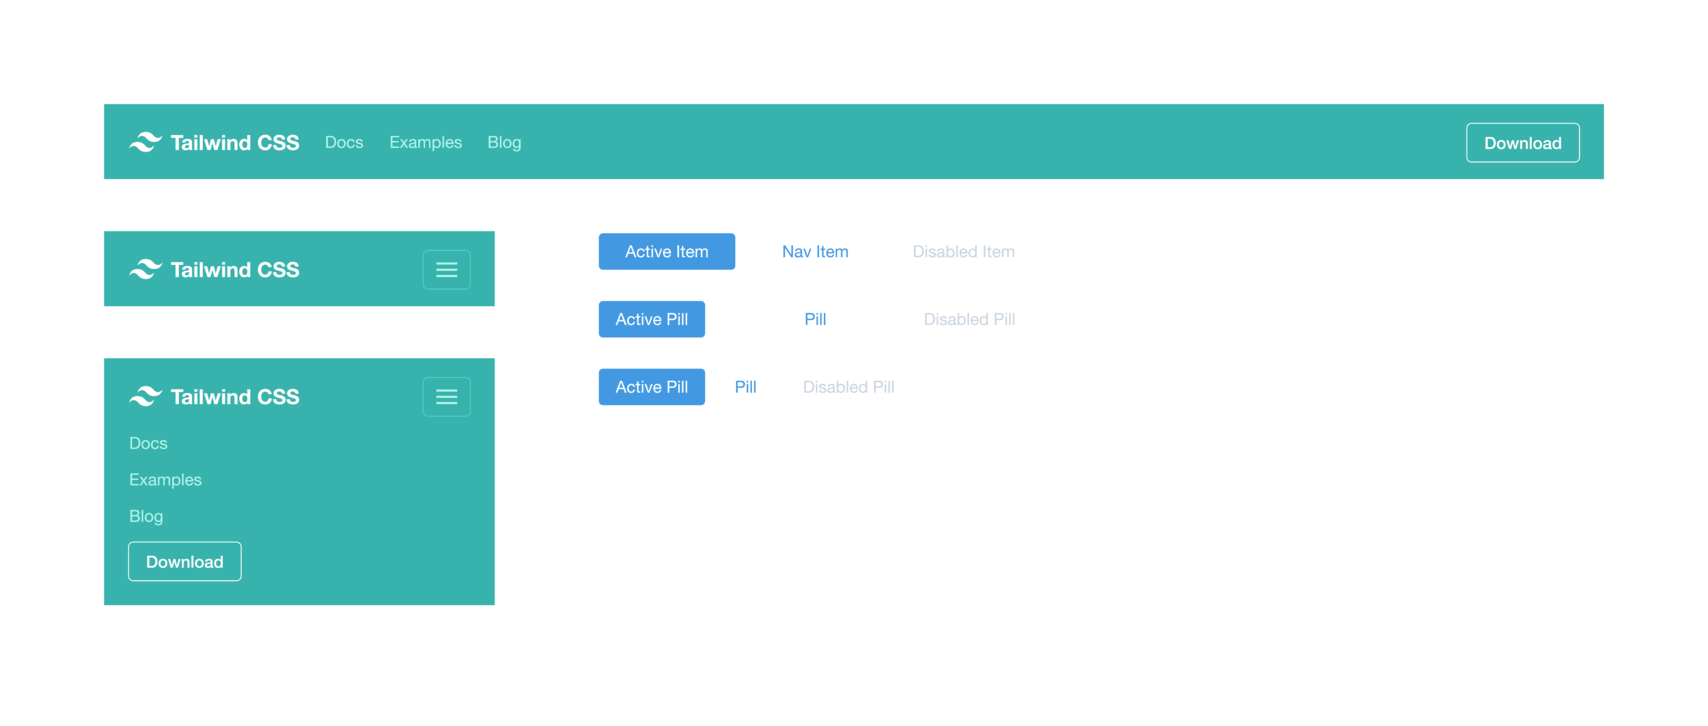 Tailwind CSS Docs Examples Blog Download
Tailwind CSS
Tailwind CSS
Docs
Examples
Blog
Download
Active Item Nav Item Disabled Item
Active Pill Pill Disabled Pill
Active Pill Pill Disabled Pill